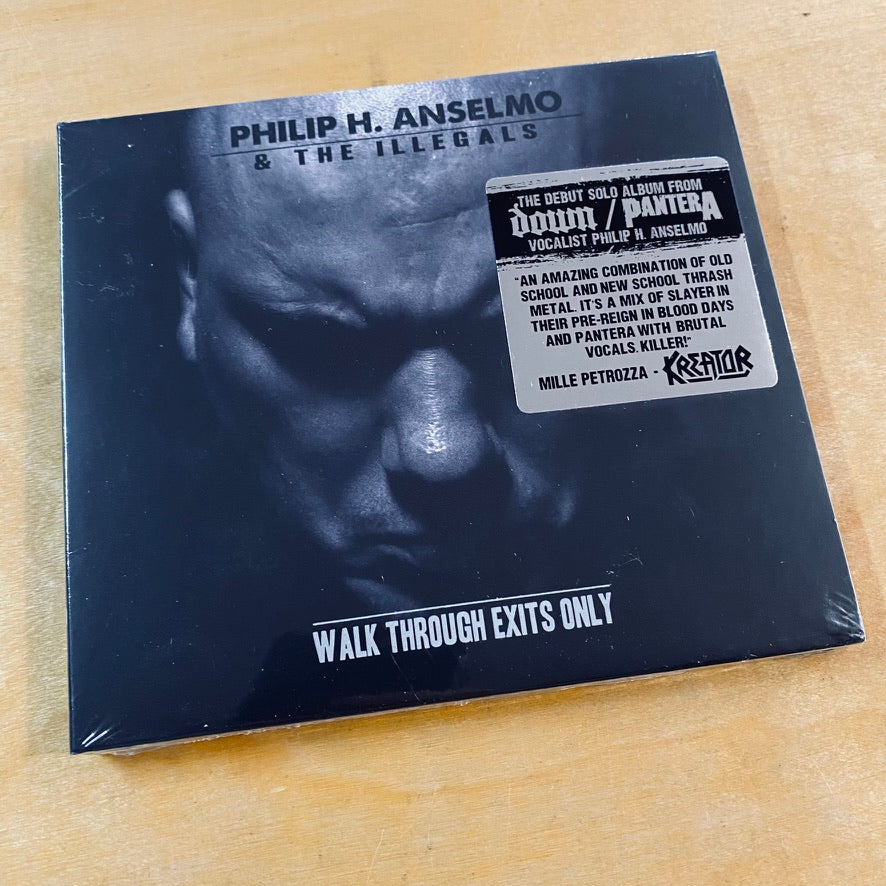 PHILIP H. ANSELMO
& THE ILLEGALS
THE DEBUT SOLO ALBUM FROM
DOWN / PANTERA
VOCALIST PHILIP H. ANSELMO
"AN AMAZING COMBINATION OF OLD
SCHOOL AND NEW SCHOOL THRASH
METAL. IT'S A MIX OF SLAYER IN
THEIR PRE-REIGN IN BLOOD DAYS
AND PANTERA WITH BRUTAL
VOCALS. KILLER!"
MILLE PETROZZA - KREATOR
WALK THROUGH EXITS ONLY